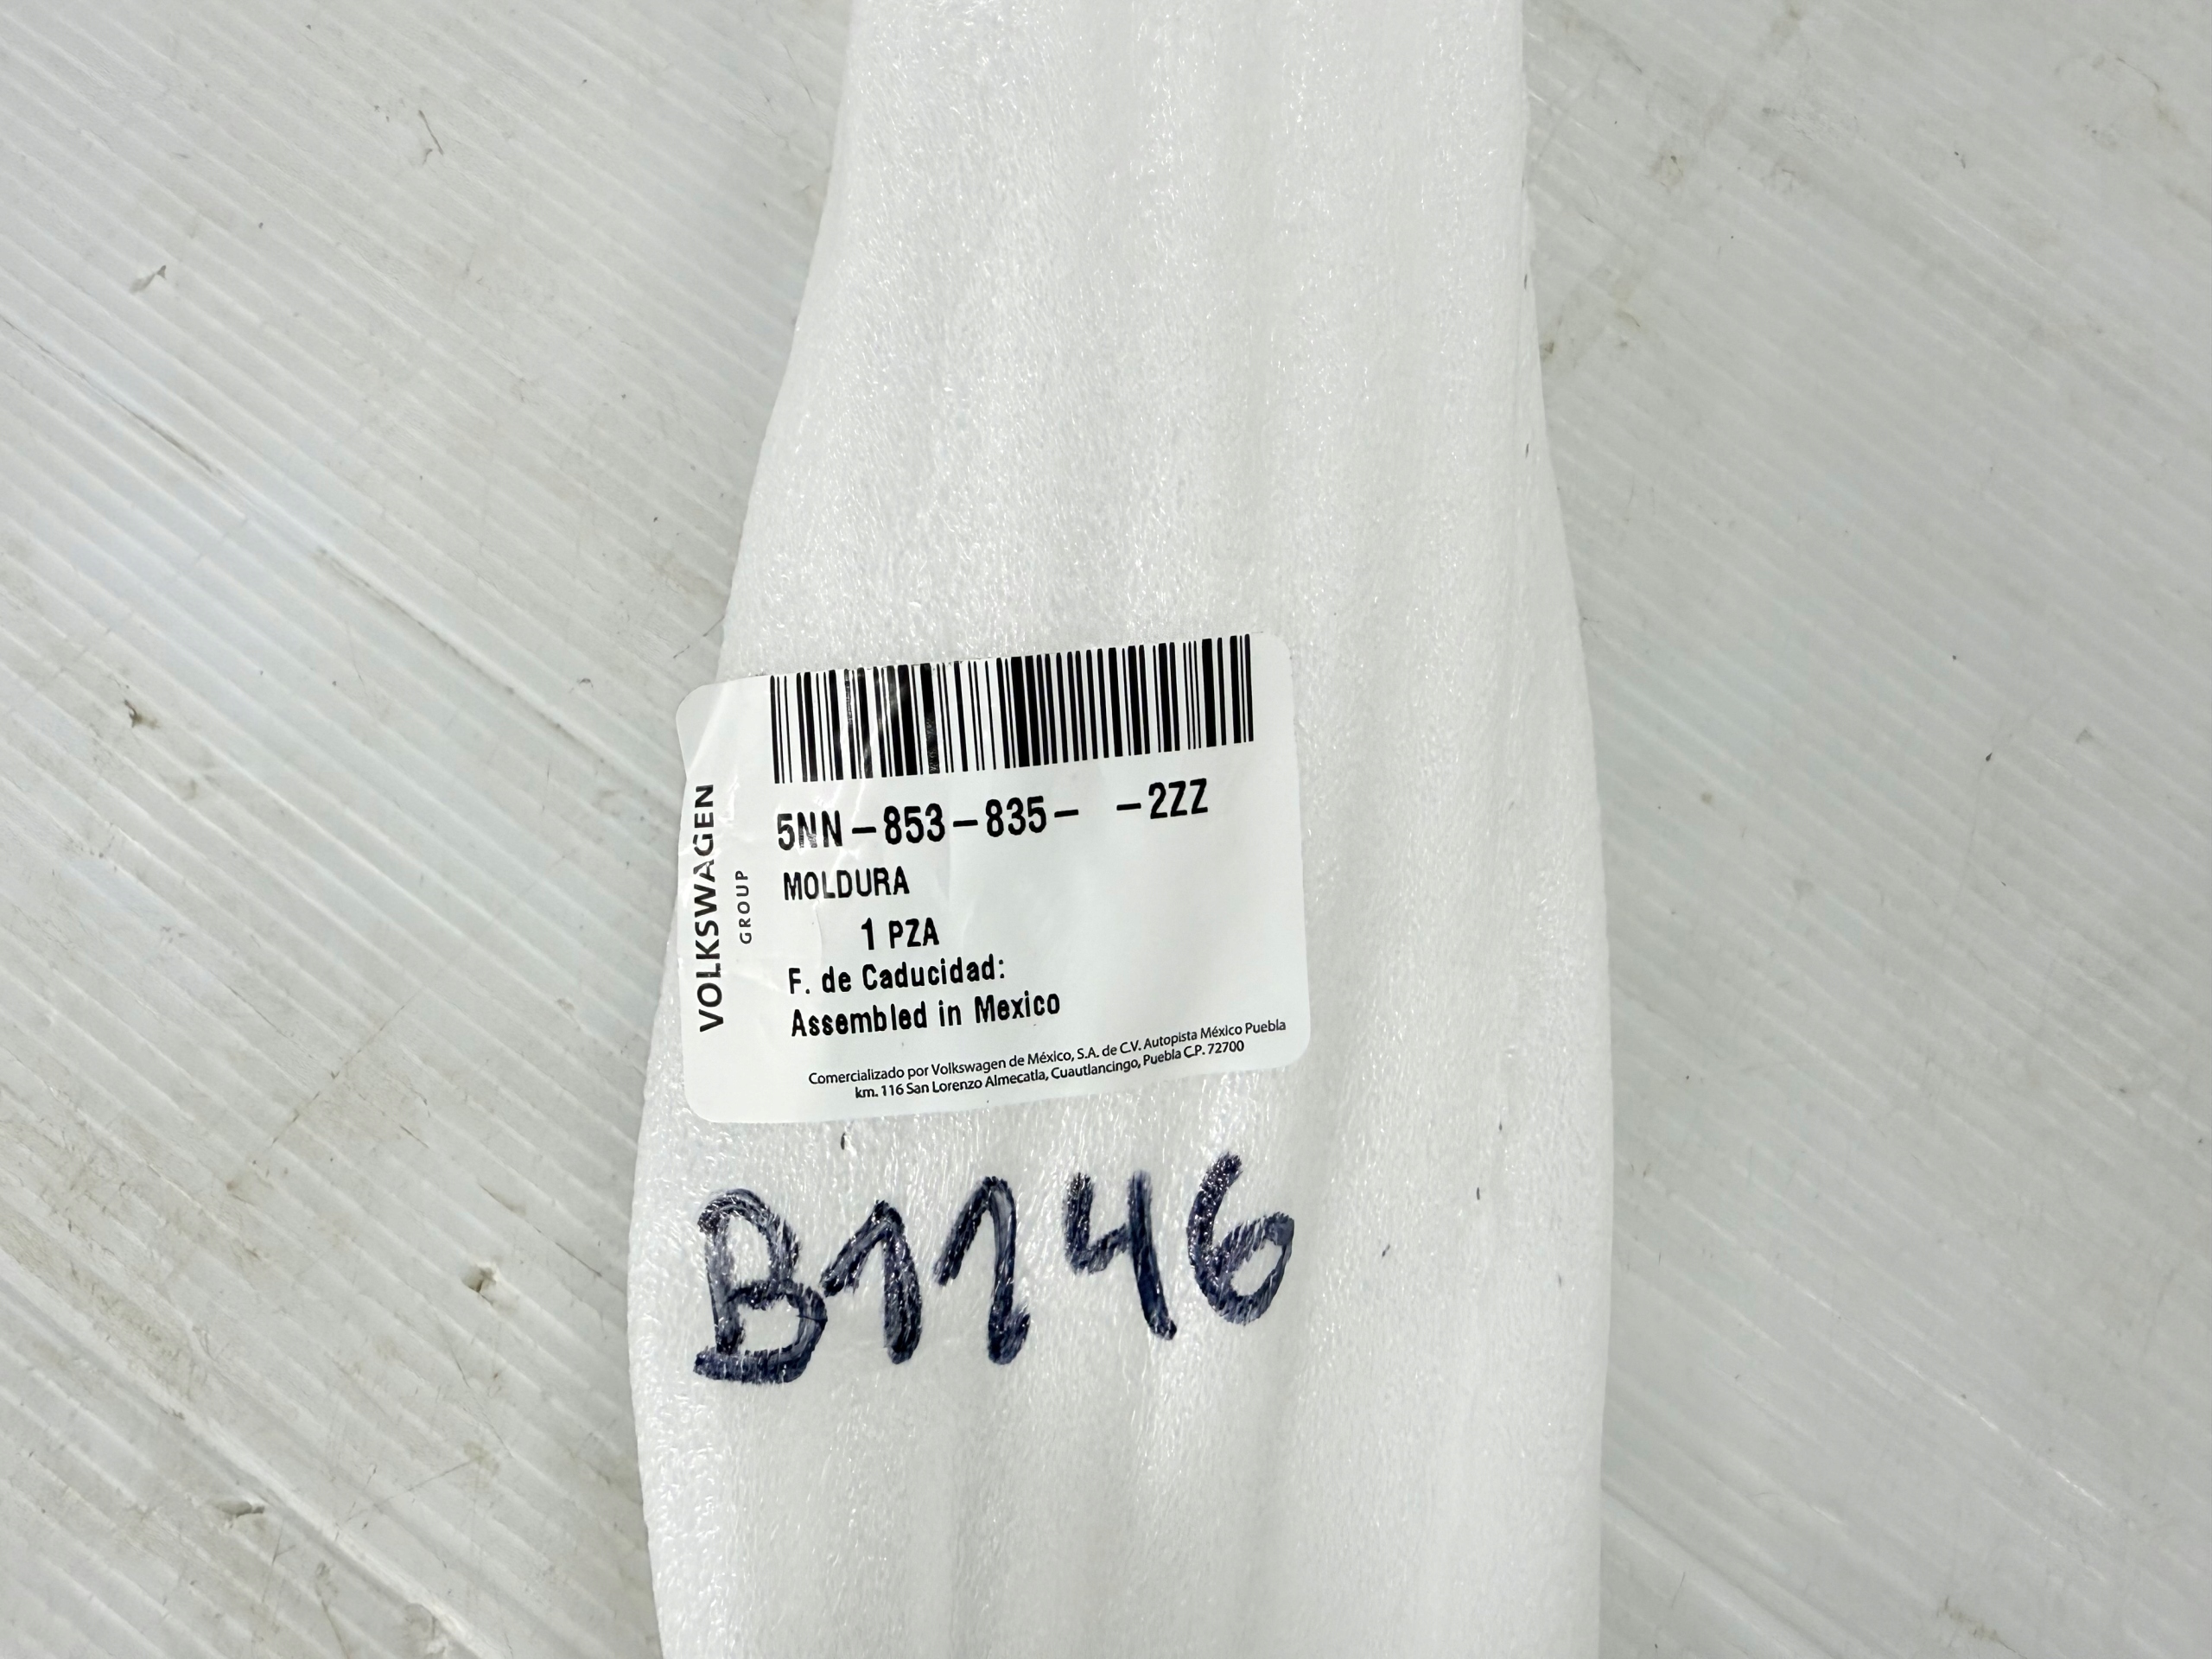 VOLKSWAGEN
GROUP
5NN-853-835- -2ZZ
MOLDURA
1 PZA
F. de Caducidad:
Assembled in Mexico
Comercializado por Volkswagen de México, S.A. de C.V. Autopista México Puebla
km. 116 San Lorenzo Almecatla, Cuautlancingo, Puebla C.P. 72700
B1146